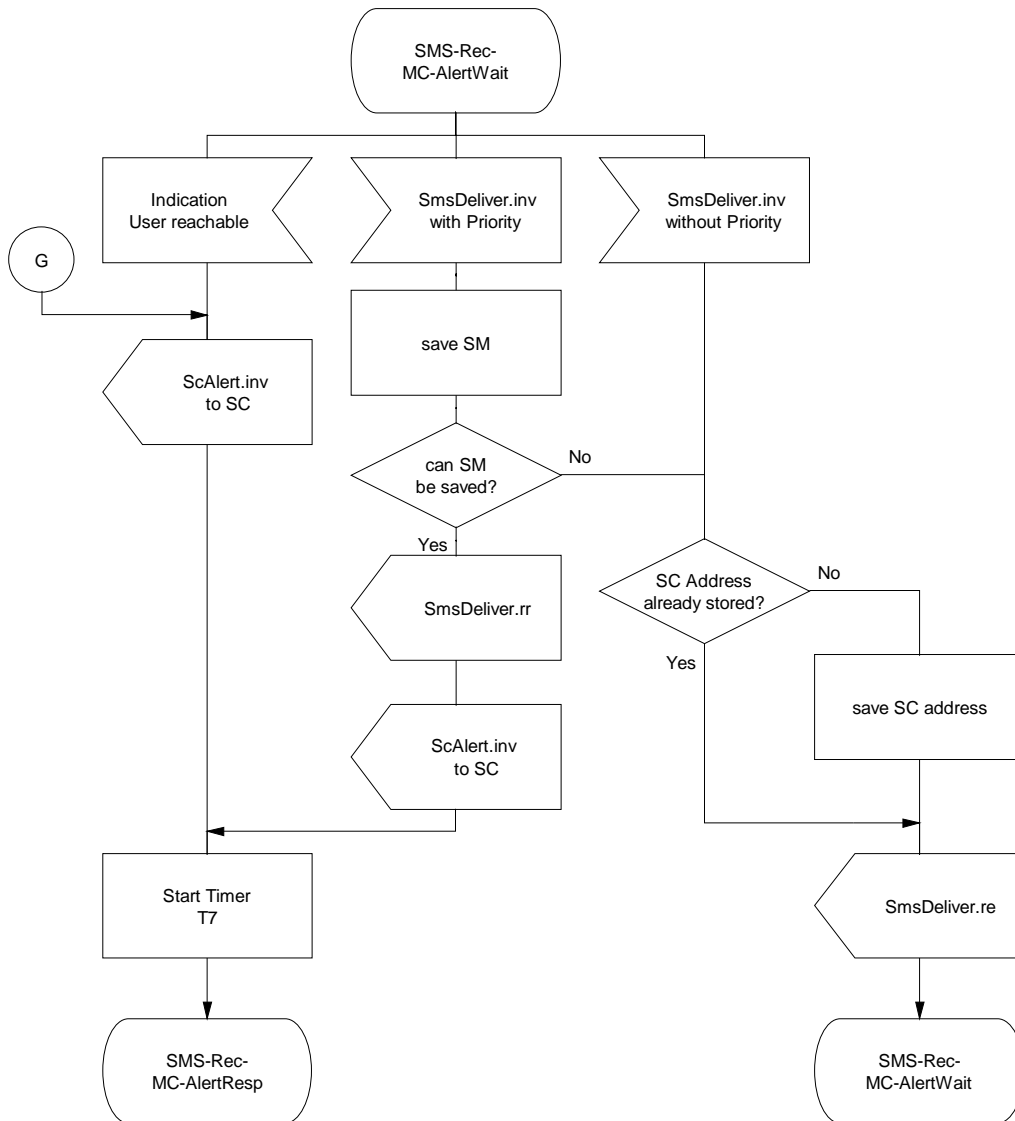 SMS-Rec-
MC-AlertWait
Indication
User reachable
SmsDeliver.inv
with Priority
SmsDeliver.inv
without Priority
G
save SM
ScAlert.inv
to SC
can SM
be saved?
No
Yes
SC Address
already stored?
No
SmsDeliver.rr
Yes
save SC address
ScAlert.inv
to SC
Start Timer
T7
SmsDeliver.re
SMS-Rec-
MC-AlertResp
SMS-Rec-
MC-AlertWait